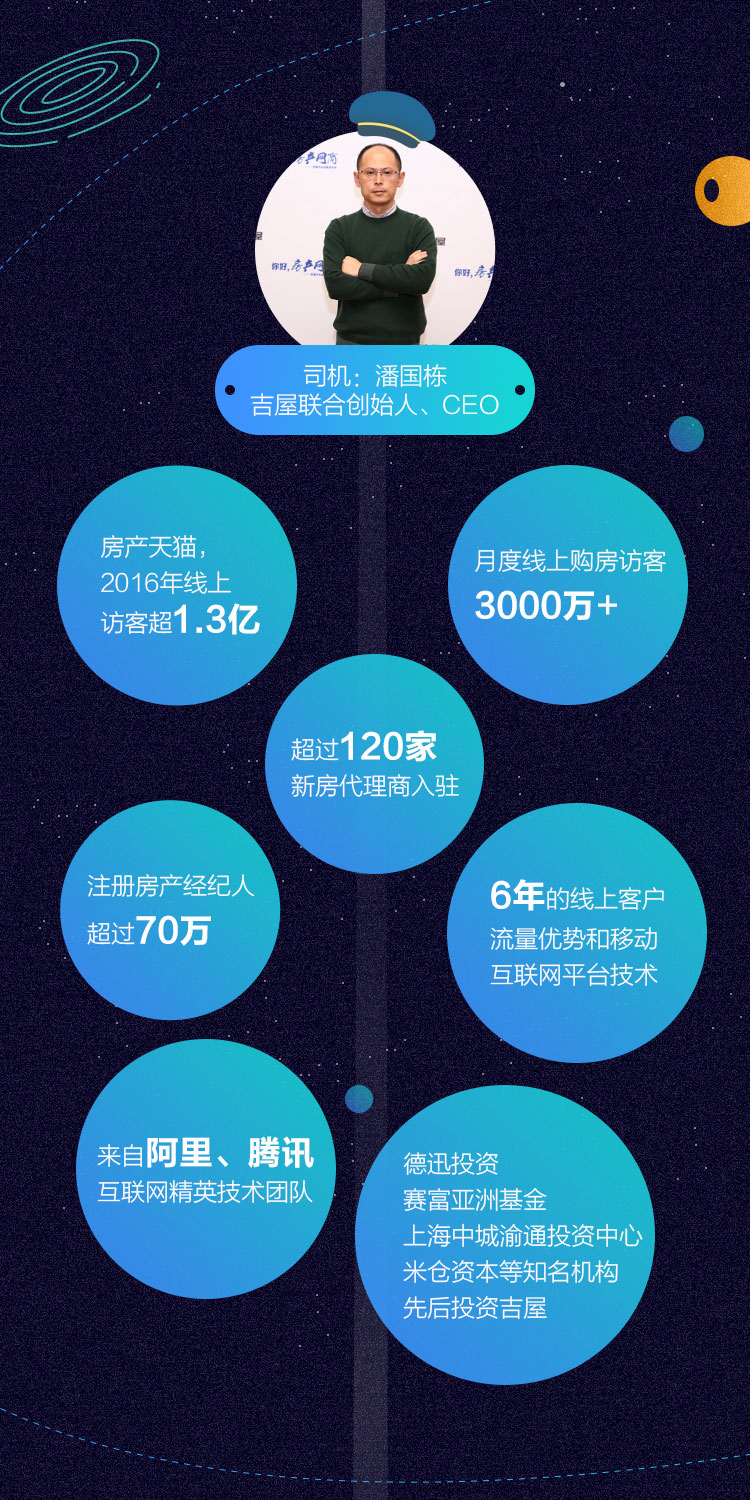 房产网商
你好,房产网
你好,房产
司机：潘国栋
吉屋联合创始人、CEO
房产天猫，
2016年线上
访客超1.3亿
月度线上购房访客
3000万+
超过120家
新房代理商入驻
注册房产经纪人
超过70万
6年的线上客户
流量优势和移动
互联网平台技术
来自阿里、腾讯
互联网精英技术团队
德迅投资
赛富亚洲基金
上海中城渝通投资中心
米仓资本等知名机构
先后投资吉屋